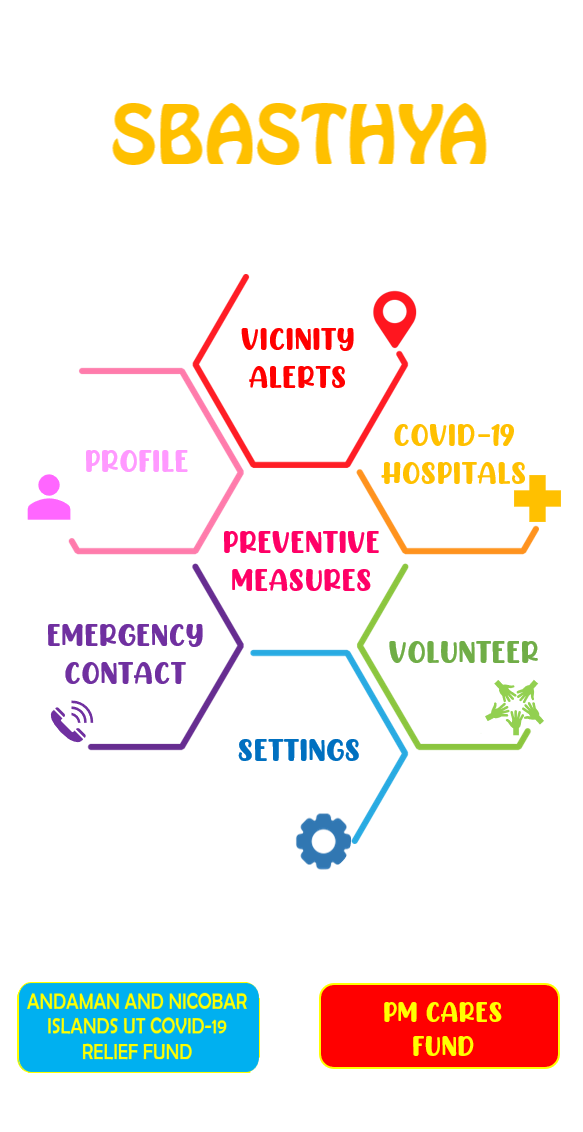 SBASTHYA
VICINITY
ALERTS
COVID-19
HOSPITALS
PROFILE
PREVENTIVE
MEASURES
EMERGENCY
CONTACT
VOLUNTEER
SETTINGS
ANDAMAN AND NICOBAR
ISLANDS UT COVID-19
RELIEF FUND
PM CARES
FUND